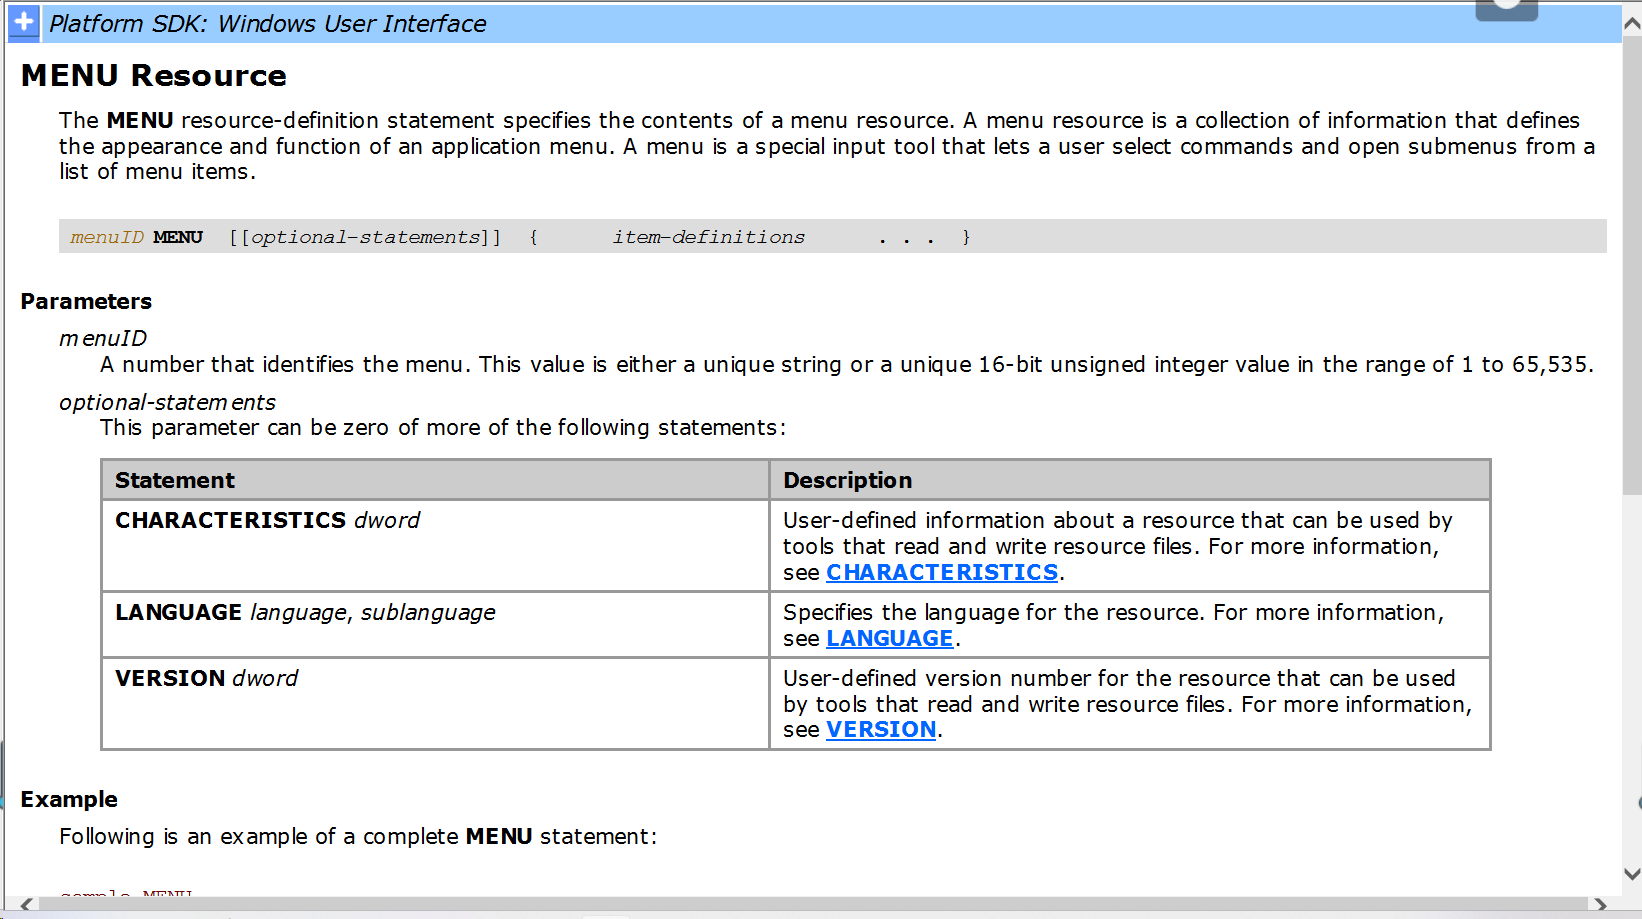 Platform SDK: Windows User Interface
MENU Resource
The MENU resource-definition statement specifies the contents of a menu resource. A menu resource is a collection of information that defines
the appearance and function of an application menu. A menu is a special input tool that lets a user select commands and open submenus from a
list of menu items.
menuID MENU [[optional-statements]] { item-definitions . . . }
Parameters
menuID
A number that identifies the menu. This value is either a unique string or a unique 16-bit unsigned integer value in the range of 1 to 65,535.
optional-statements
This parameter can be zero of more of the following statements:
Statement Description
CHARACTERISTICS dword User-defined information about a resource that can be used by
tools that read and write resource files. For more information,
see CHARACTERISTICS.
LANGUAGE language, sublanguage Specifies the language for the resource. For more information,
see LANGUAGE.
VERSION dword User-defined version number for the resource that can be used
by tools that read and write resource files. For more information,
see VERSION.
Example
Following is an example of a complete MENU statement:
sample MENU